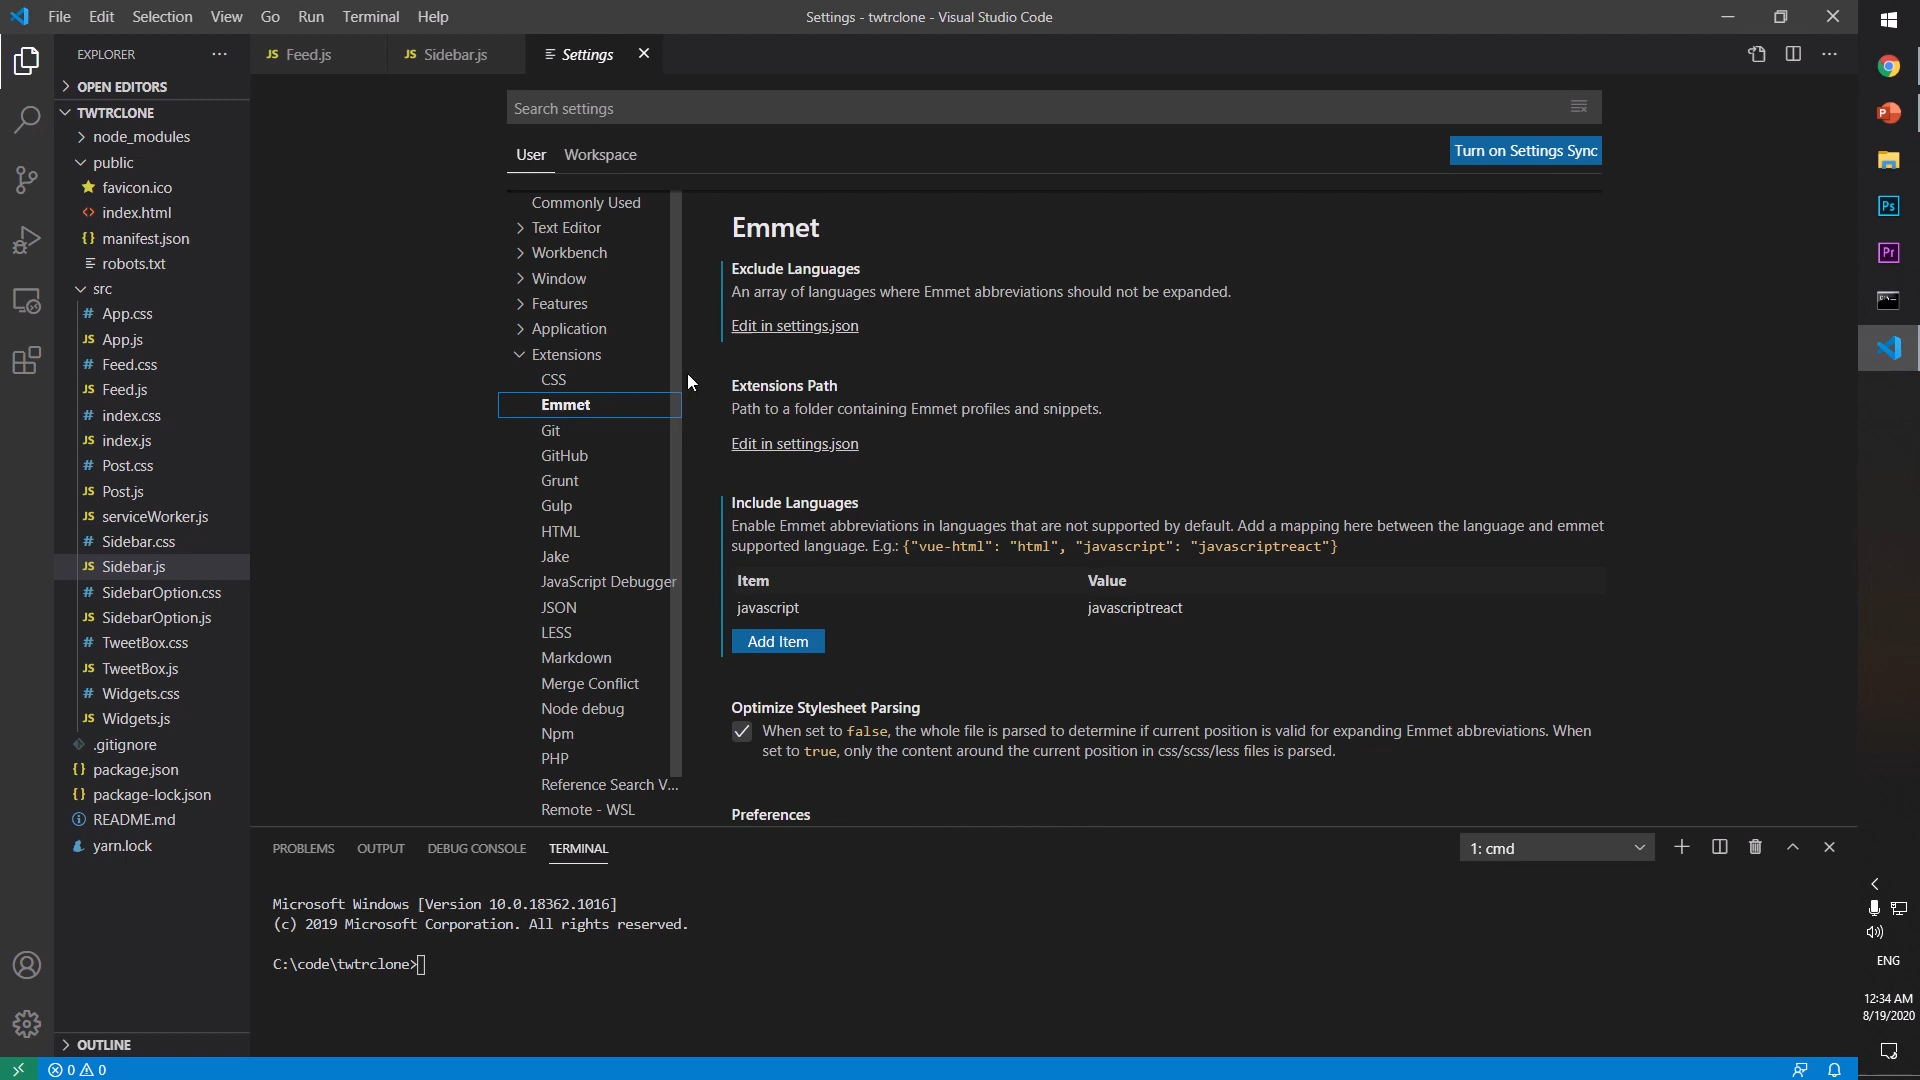 File Edit Selection View Go Run Terminal Help
Settings - twtrclone - Visual Studio Code
EXPLORER
OPEN EDITORS
TWTRCLONE
node_modules
public
favicon.ico
index.html
manifest.json
robots.txt
src
App.css
App.js
Feed.css
Feed.js
index.css
index.js
Post.css
Post.js
serviceWorker.js
Sidebar.css
Sidebar.js
SidebarOption.css
SidebarOption.js
TweetBox.css
TweetBox.js
Widgets.css
Widgets.js
.gitignore
package.json
package-lock.json
README.md
yarn.lock
OUTLINE
JS Feed.js
JS Sidebar.js
Settings
Search settings
User Workspace
Turn on Settings Sync
Commonly Used
Text Editor
Workbench
Window
Features
Application
Extensions
CSS
Emmet
Git
GitHub
Grunt
Gulp
HTML
Jake
JavaScript Debugger
JSON
LESS
Markdown
Merge Conflict
Node debug
Npm
PHP
Reference Search V...
Remote - WSL
Emmet
Exclude Languages
An array of languages where Emmet abbreviations should not be expanded.
Edit in settings.json
Extensions Path
Path to a folder containing Emmet profiles and snippets.
Edit in settings.json
Include Languages
Enable Emmet abbreviations in languages that are not supported by default. Add a mapping here between the language and emmet
supported language. E.g.: {"vue-html": "html", "javascript": "javascriptreact"}
Item Value
javascript javascriptreact
Add Item
Optimize Stylesheet Parsing
When set to false, the whole file is parsed to determine if current position is valid for expanding Emmet abbreviations. When
set to true, only the content around the current position in css/scss/less files is parsed.
Preferences
PROBLEMS OUTPUT DEBUG CONSOLE TERMINAL
1: cmd
Microsoft Windows [Version 10.0.18362.1016]
(c) 2019 Microsoft Corporation. All rights reserved.
C:\code\twtrclone>
0 0
Ps
Pr
ENG
12:34 AM
8/19/2020